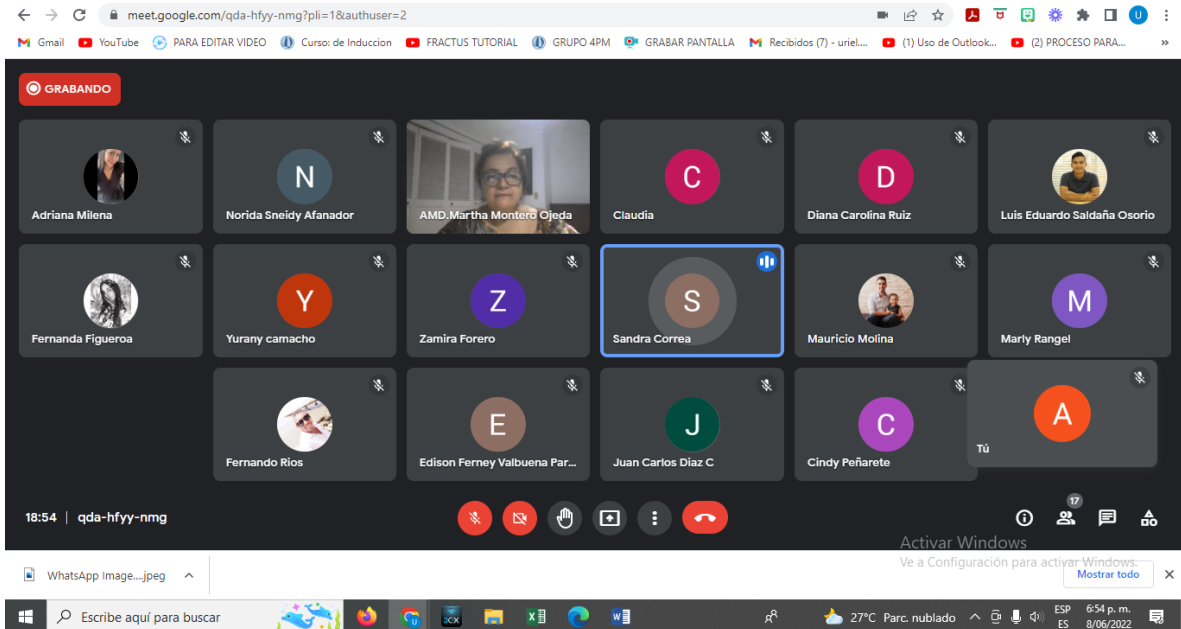 meet.google.com/qda-hfyy-nmg?pli=1&authuser=2
U
Gmail YouTube PARA EDITAR VIDEO Curso: de Induccion FRACTUS TUTORIAL GRUPO 4PM GRABAR PANTALLA Recibidos (7) - uriel.... (1) Uso de Outlook... (2) PROCESO PARA... »
GRABANDO
N C D
Adriana Milena Norida Sneidy Afanador AMD.Martha Montero Ojeda Claudia Diana Carolina Ruiz Luis Eduardo Saldaña Osorio
Y Z S M
Fernanda Figueroa Yurany camacho Zamira Forero Sandra Correa Mauricio Molina Marly Rangel
E J C A
Fernando Rios Edison Ferney Valbuena Par... Juan Carlos Diaz C Cindy Peñarete Tú
17
18:54 | qda-hfyy-nmg
Activar Windows
Ve a Configuración para activar Windows.
WhatsApp Image....jpeg Mostrar todo
Escribe aquí para buscar 3CX 27°C Parc. nublado ESP 6:54 p. m.
ES 8/06/2022